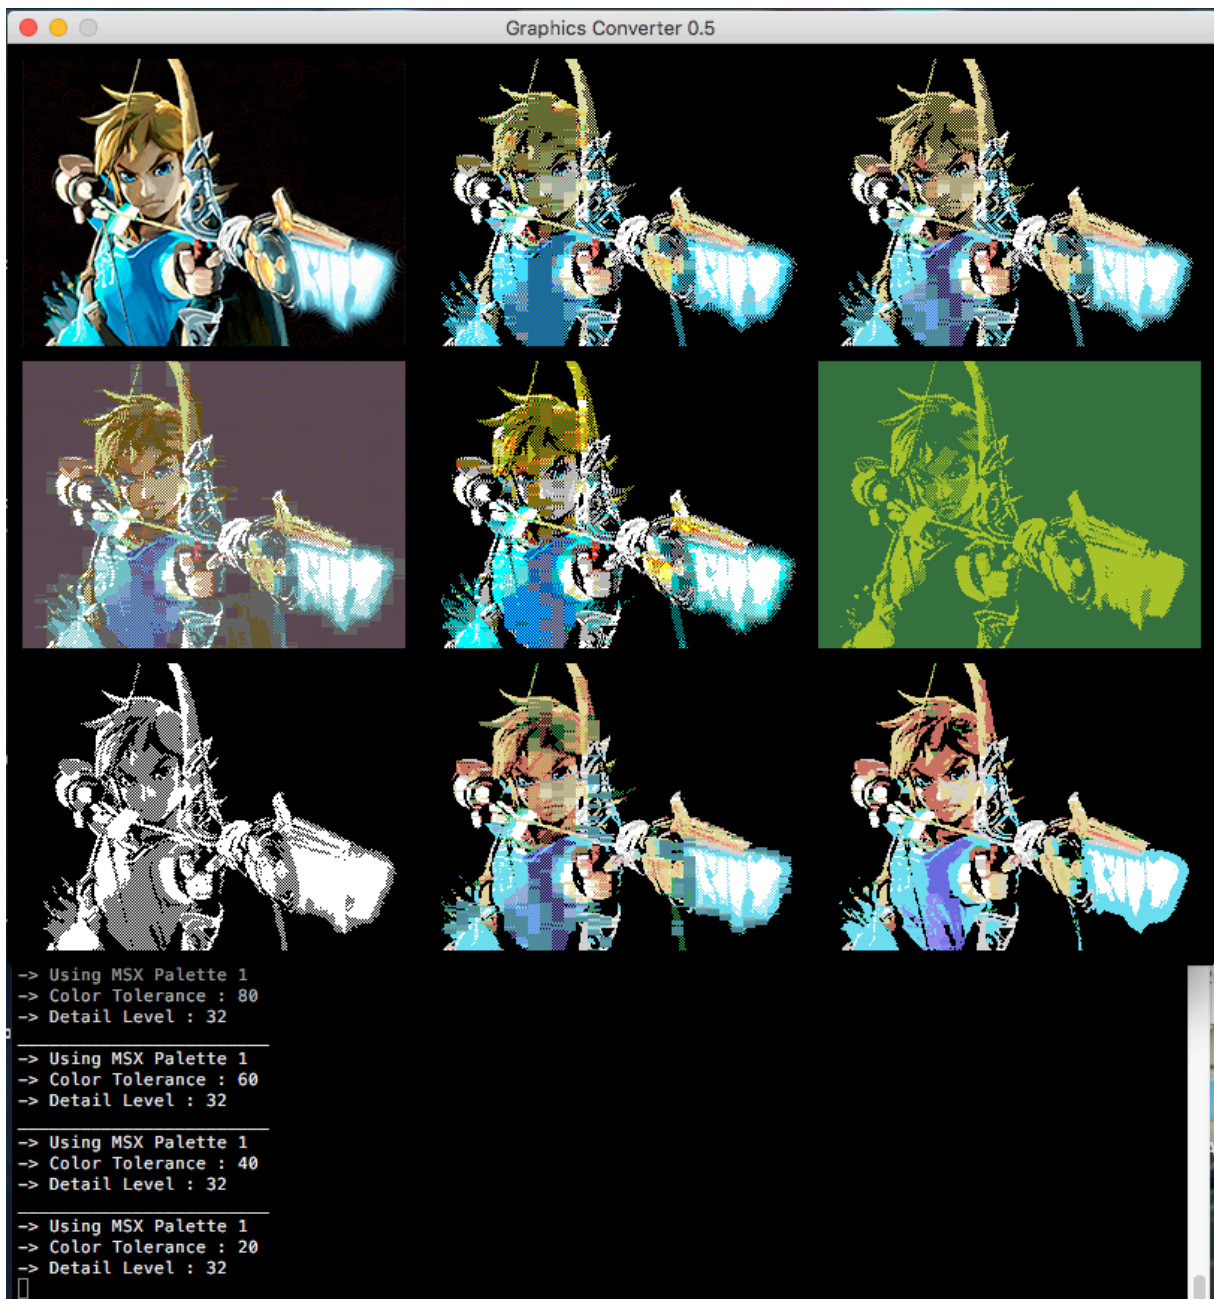 Graphics Converter 0.5
-> Using MSX Palette 1
-> Color Tolerance : 80
-> Detail Level : 32
-> Using MSX Palette 1
-> Color Tolerance : 60
-> Detail Level : 32
-> Using MSX Palette 1
-> Color Tolerance : 40
-> Detail Level : 32
-> Using MSX Palette 1
-> Color Tolerance : 20
-> Detail Level : 32